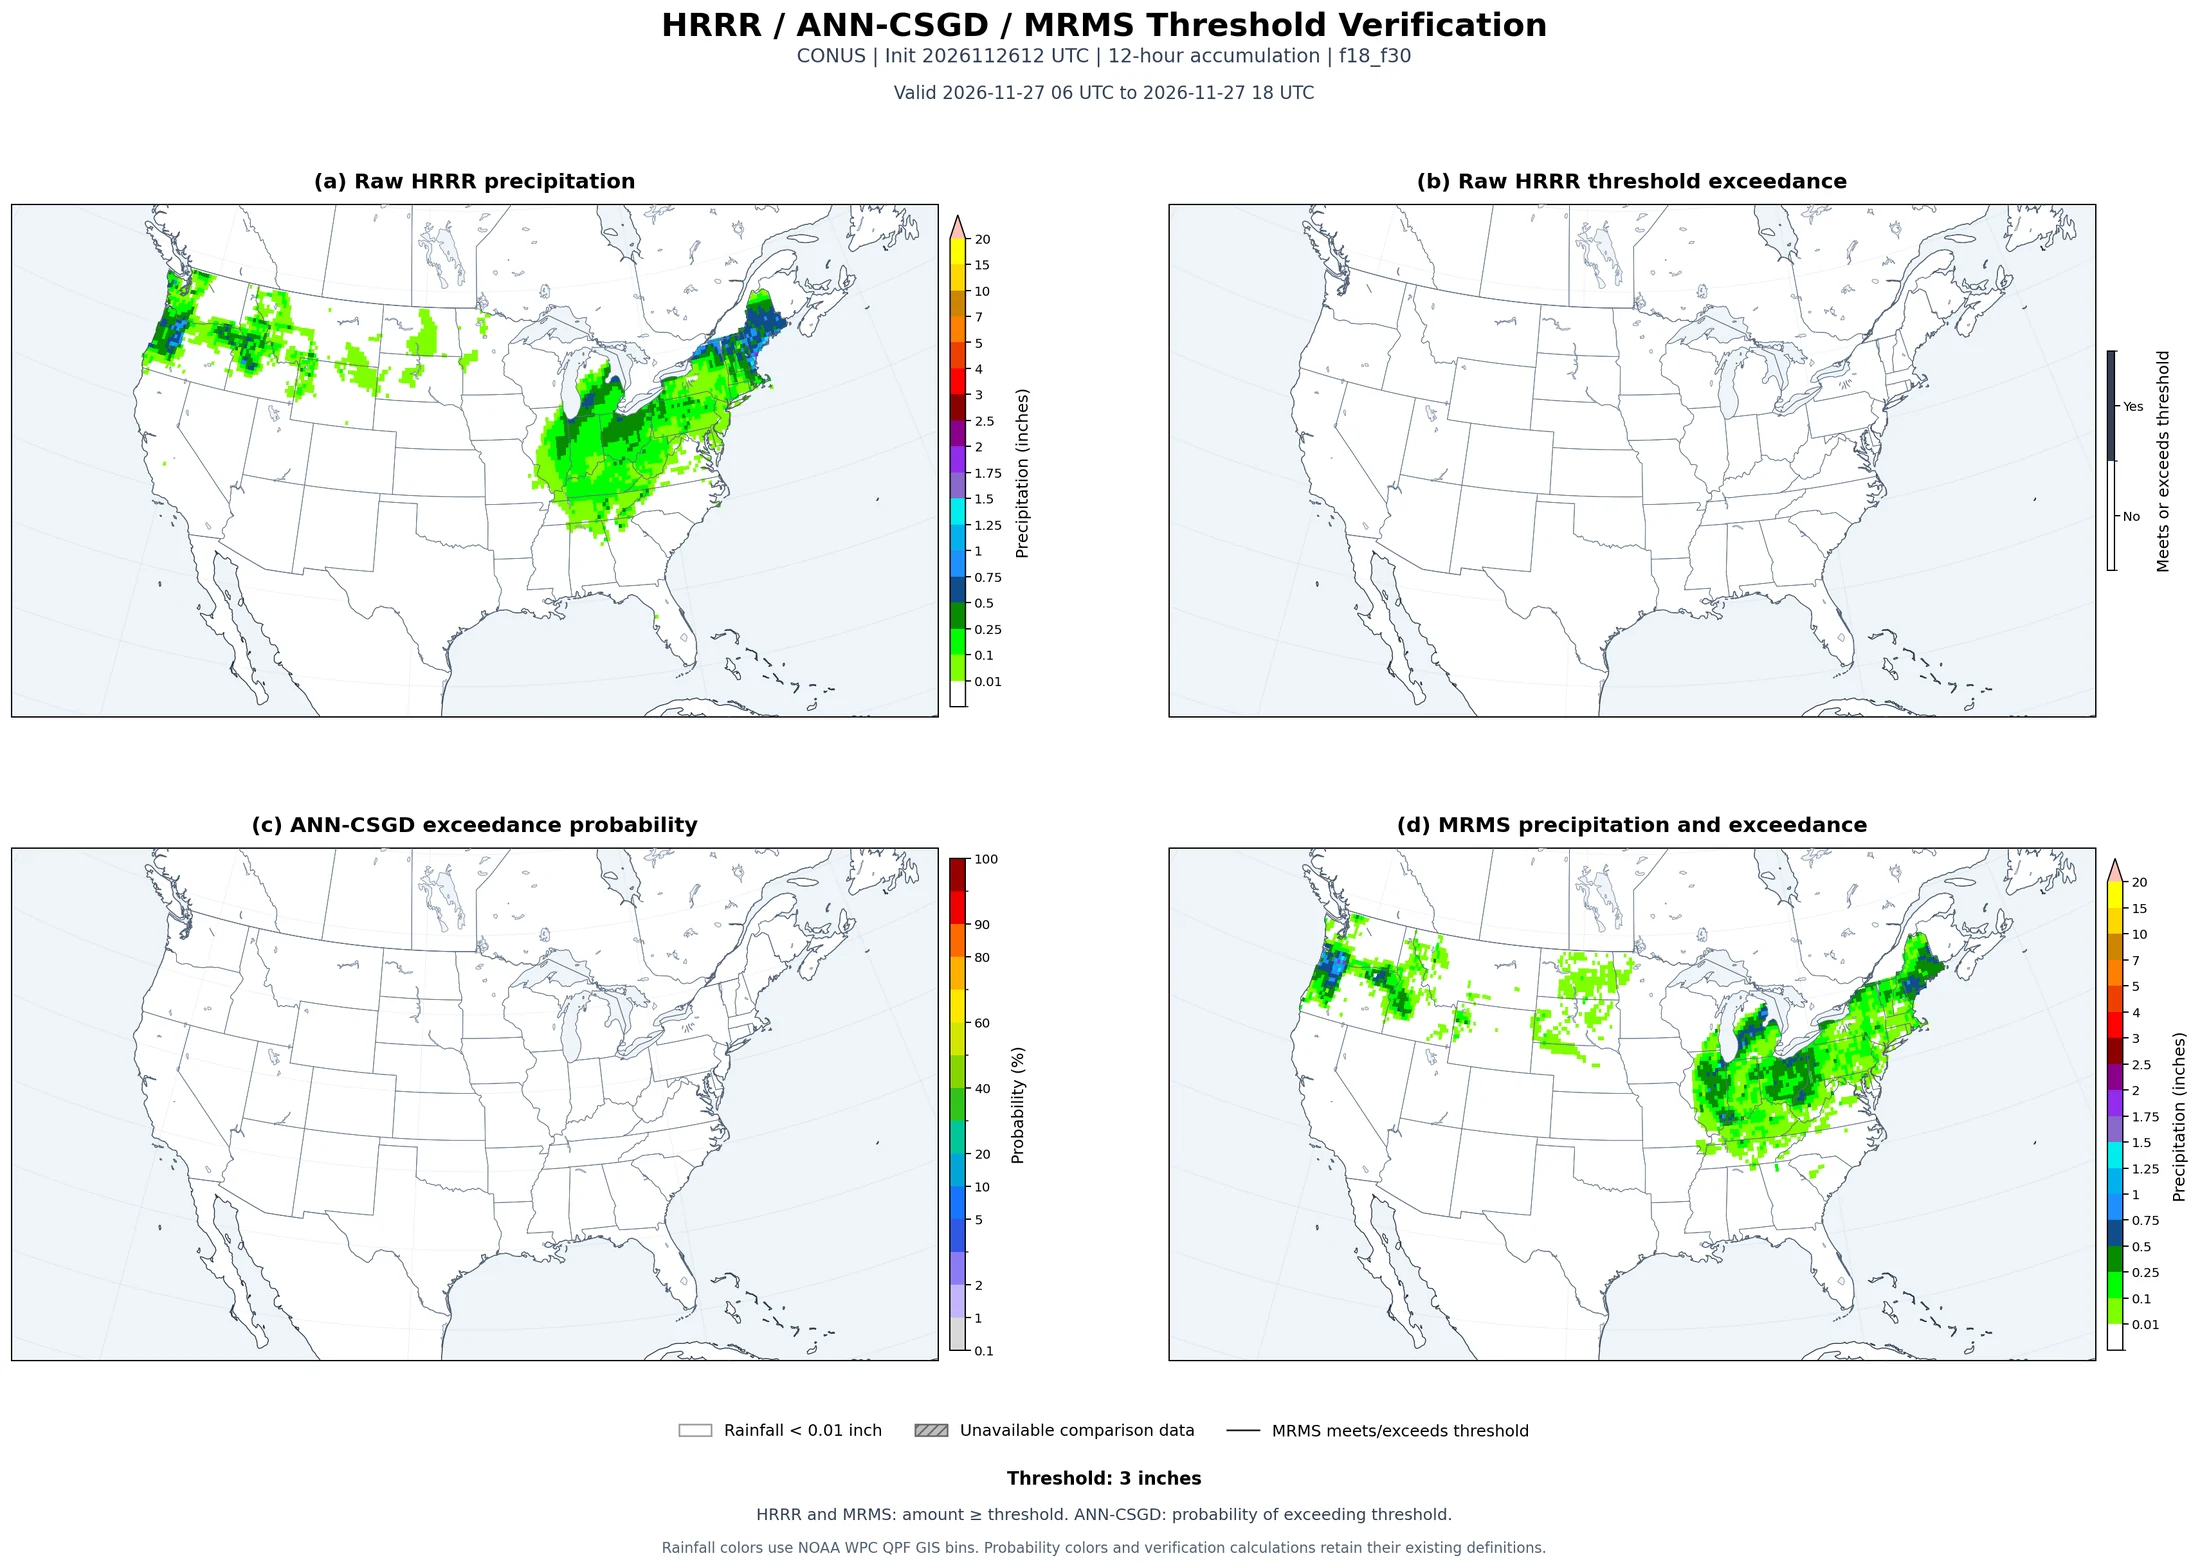 HRRR / ANN-CSGD / MRMS Threshold Verification
CONUS | Init 2026112612 UTC | 12-hour accumulation | f18_f30
Valid 2026-11-27 06 UTC to 2026-11-27 18 UTC
(a) Raw HRRR precipitation
20
15
10
7
5
4
3
2.5
2
1.75
1.5
1.25
1
0.75
0.5
0.25
0.1
0.01
Precipitation (inches)
(b) Raw HRRR threshold exceedance
Yes
No
Meets or exceeds threshold
(c) ANN-CSGD exceedance probability
100
90
80
60
40
20
10
5
2
1
0.1
Probability (%)
(d) MRMS precipitation and exceedance
20
15
10
7
5
4
3
2.5
2
1.75
1.5
1.25
1
0.75
0.5
0.25
0.1
0.01
Precipitation (inches)
Rainfall < 0.01 inch
Unavailable comparison data
MRMS meets/exceeds threshold
Threshold: 3 inches
HRRR and MRMS: amount ≥ threshold. ANN-CSGD: probability of exceeding threshold.
Rainfall colors use NOAA WPC QPF GIS bins. Probability colors and verification calculations retain their existing definitions.